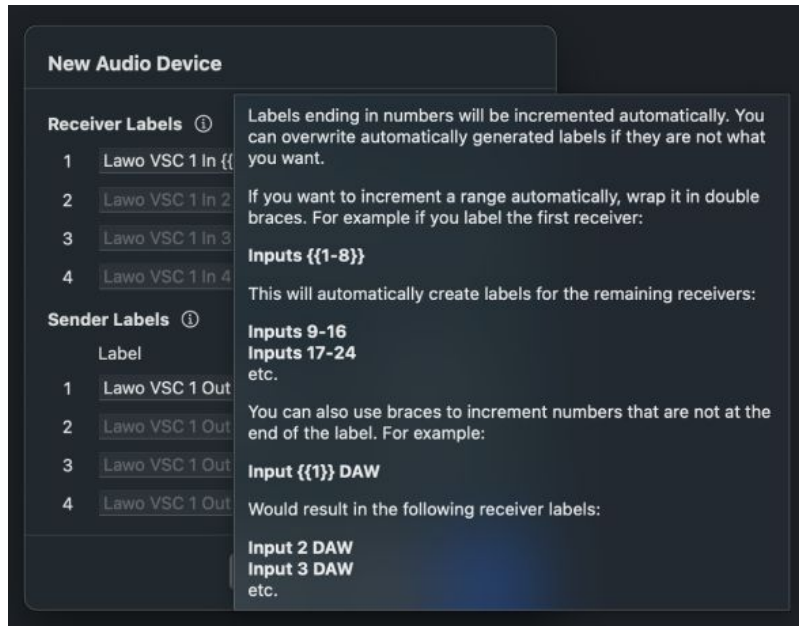 New Audio Device
Receiver Labels
1 Lawo VSC 1 In {{
2 Lawo VSC 1 In 2
3 Lawo VSC 1 In 3
4 Lawo VSC 1 In 4
Sender Labels
Label
1 Lawo VSC 1 Out
2 Lawo VSC 1 Out
3 Lawo VSC 1 Out
4 Lawo VSC 1 Out
Labels ending in numbers will be incremented automatically. You
can overwrite automatically generated labels if they are not what
you want.
If you want to increment a range automatically, wrap it in double
braces. For example if you label the first receiver:
Inputs {{1-8}}
This will automatically create labels for the remaining receivers:
Inputs 9-16
Inputs 17-24
etc.
You can also use braces to increment numbers that are not at the
end of the label. For example:
Input {{1}} DAW
Would result in the following receiver labels:
Input 2 DAW
Input 3 DAW
etc.